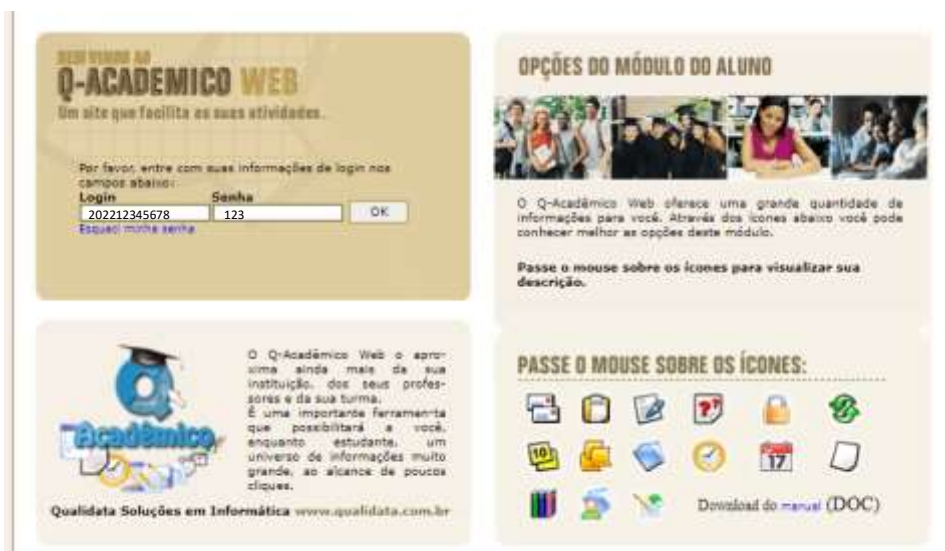 BEM VINDO AO
Q-ACADEMICO WEB
Um site que facilita as suas atividades.
Por favor, entre com suas informações de login nos
campos abaixo:
Login Senha
202212345678 123 OK
Esqueci minha senha
OPÇÕES DO MÓDULO DO ALUNO
O Q-Acadêmico Web oferece uma grande quantidade de
informações para você. Através dos ícones abaixo você pode
conhecer melhor as opções deste módulo.
Passe o mouse sobre os ícones para visualizar sua
descrição.
Q
Acadêmico
O Q-Acadêmico Web o apro-
xima ainda mais da sua
instituição, dos seus profes-
sores e da sua turma.
É uma importante ferramenta
que possibilitará a você,
enquanto estudante, um
universo de informações muito
grande, ao alcance de poucos
cliques.
Qualidata Soluções em Informática www.qualidata.com.br
PASSE O MOUSE SOBRE OS ÍCONES:
??
10
17
Download do manual (DOC)